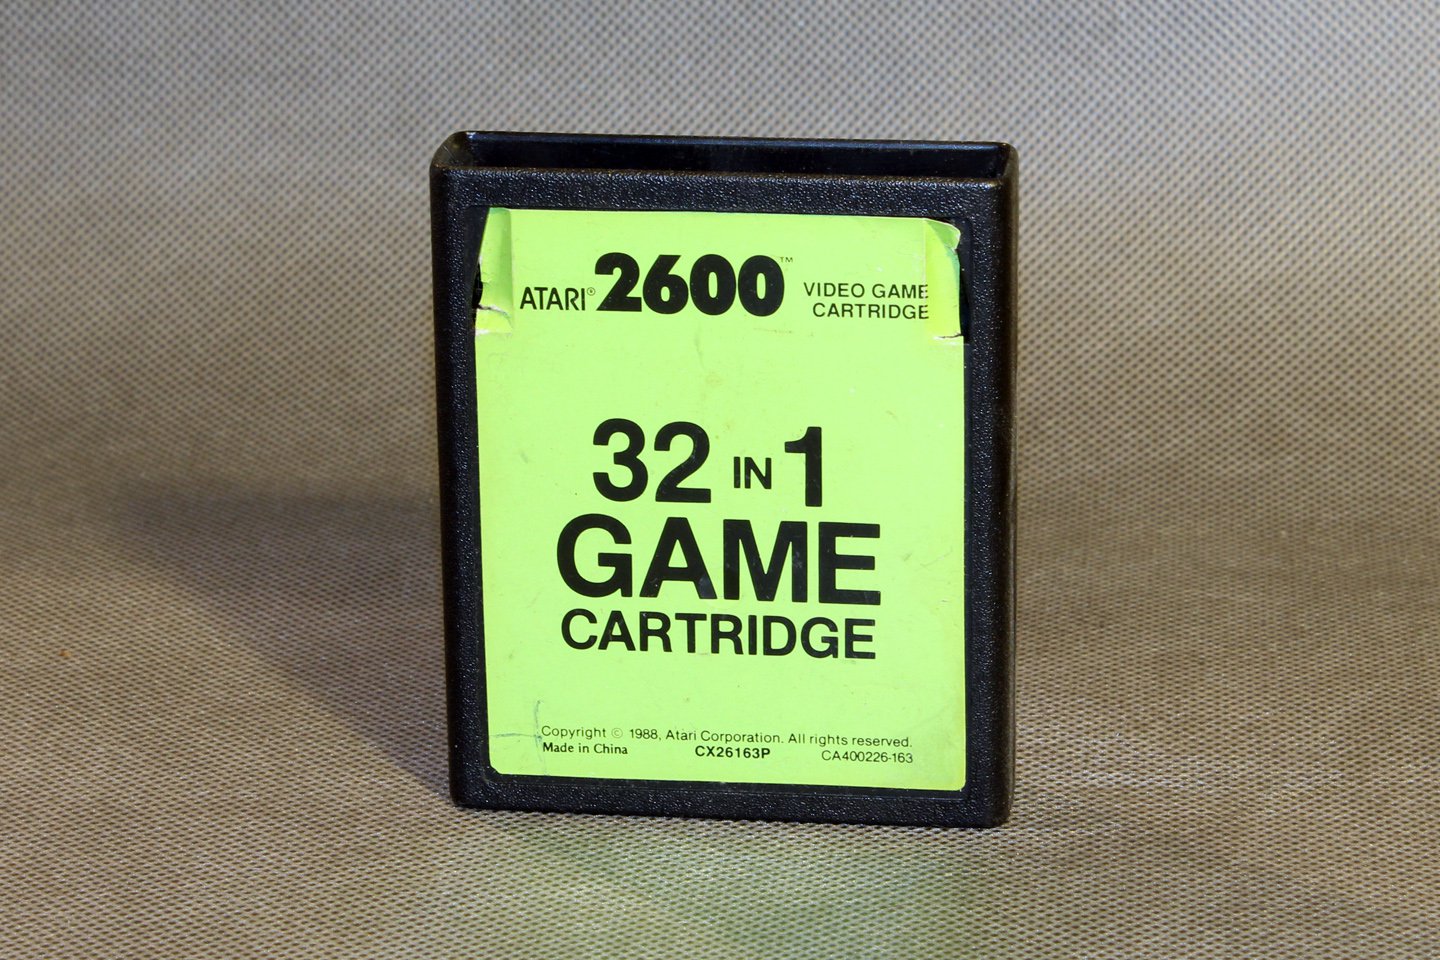 ATARI® 2600™ VIDEO GAME
CARTRIDGE
32 IN 1
GAME
CARTRIDGE
Copyright © 1988, Atari Corporation. All rights reserved.
Made in China CX26163P CA400226-163